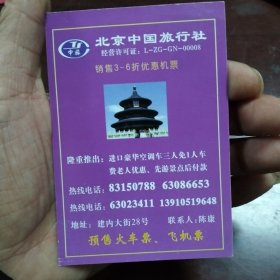 北京中国旅行社
中旅
经营许可证：L-ZG-GN-00008
销售3-6折优惠机票
隆重推出：进口豪华空调车三人免1人车
费老人优惠、先游景点后付款
热线电话：83150788 63086653
热线电话：63023411 13910519648
地址：建内大街28号 联系人：陈康
预售火车票、飞机票